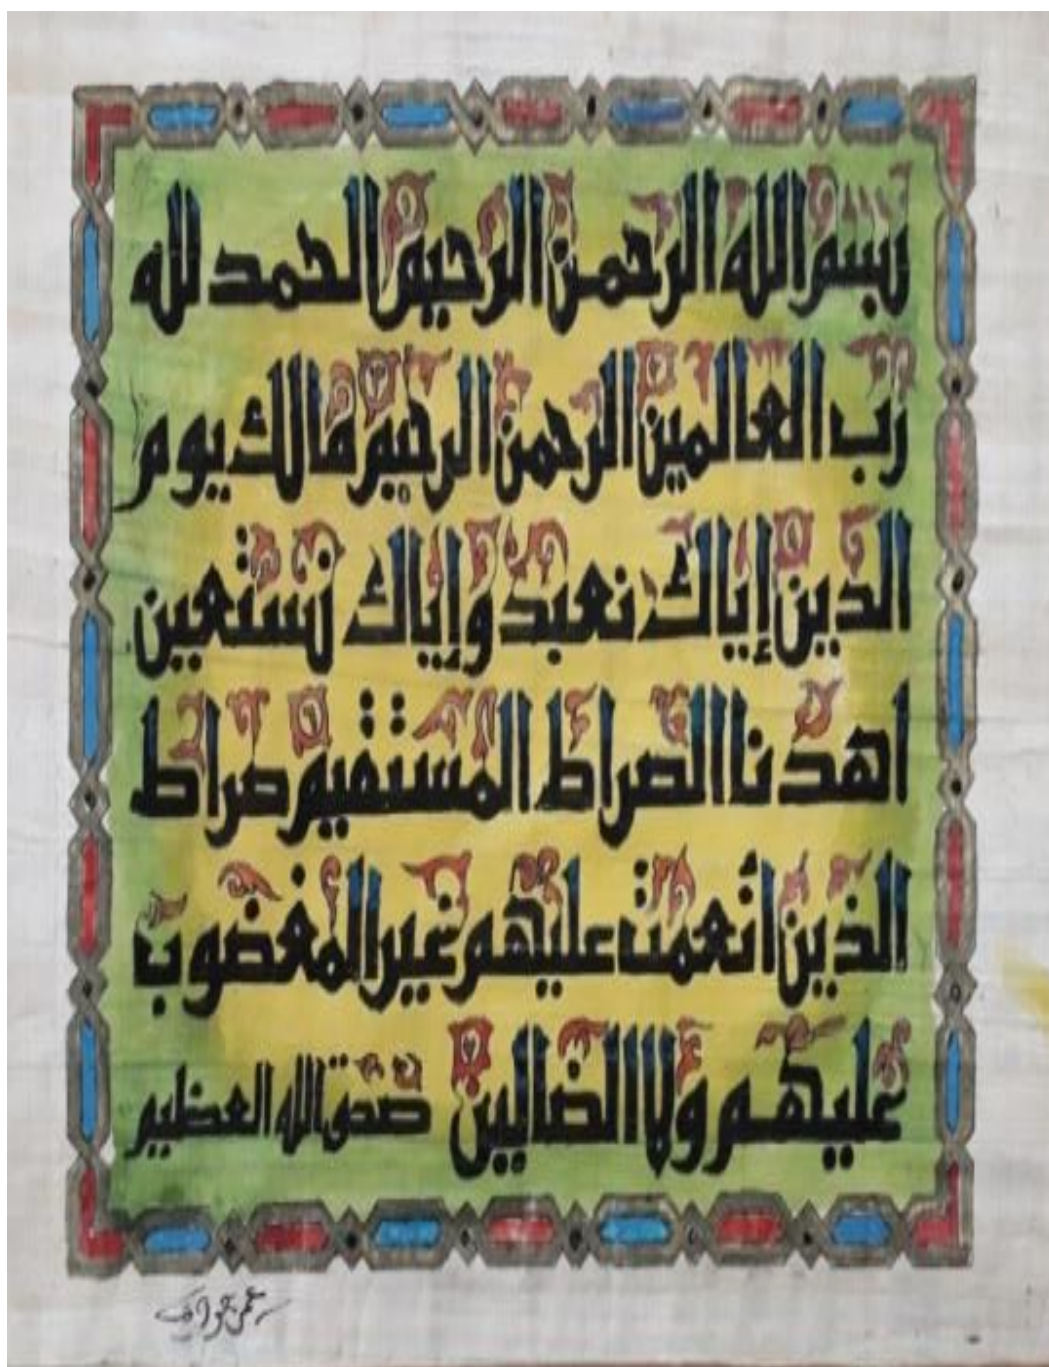 بسم الله الرحمن الرحيم الحمد لله
رب العالمين الرحمن الرحيم مالك يوم
الدين إياك نعبد وإياك نستعين
اهدنا الصراط المستقيم صراط
الذين أنعمت عليهم غير المغضوب
عليهم ولا الضالين صدق الله العظيم